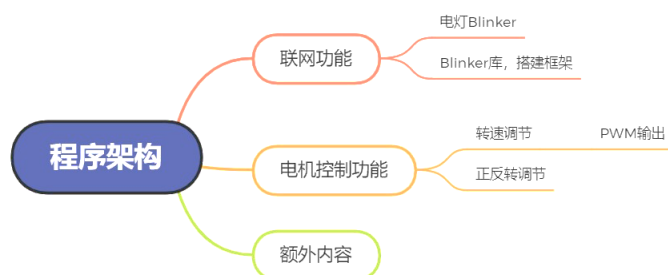 程序架构
联网功能
电灯Blinker
Blinker库，搭建框架
电机控制功能
转速调节
PWM输出
正反转调节
额外内容